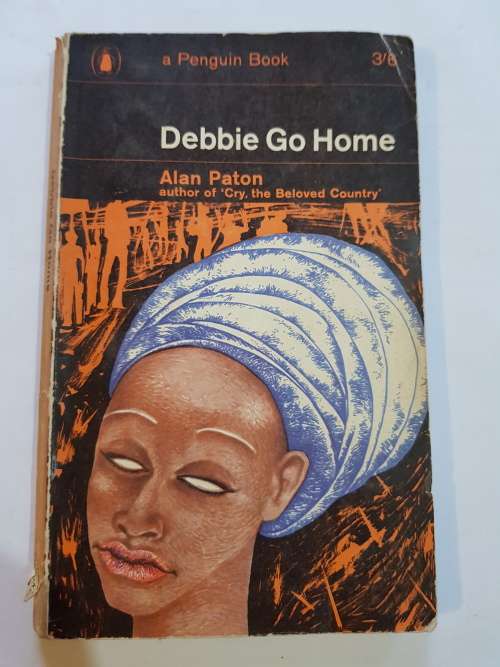 a Penguin Book 3/6
Debbie Go Home
Alan Paton
author of 'Cry, the Beloved Country'